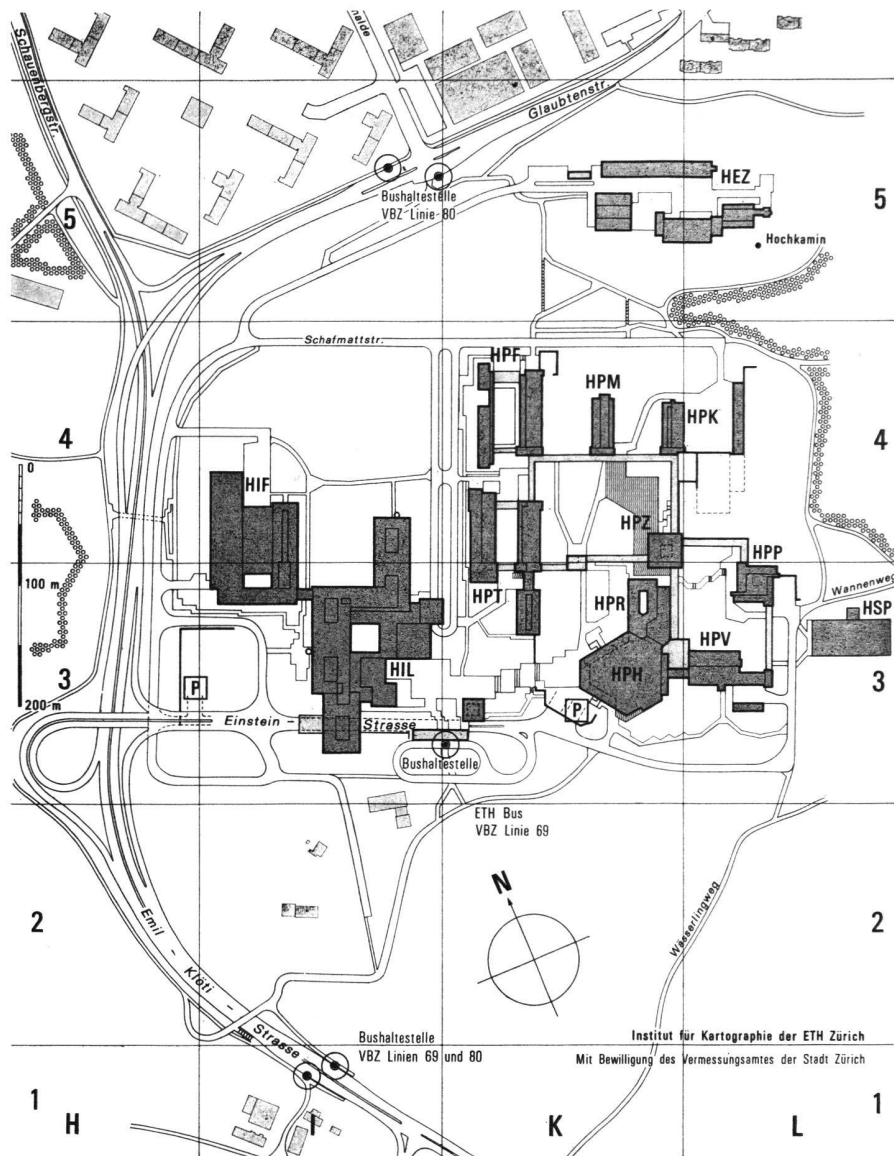 Schauenbergstr.
halde
Glaubtenstr.
HEZ
5
5
Bushaltestelle
VBZ Linie 80
Hochkamin
Schafmattstr.
HPF
HPM
HPK
4
4
0
HIF
HPZ
HPP
100 m
HPT
HPR
Wannenweg
HSP
HPV
HPH
HIL
3
3
P
P
200 m
Einstein - Strasse
Bushaltestelle
ETH Bus
VBZ Linie 69
N
2
2
Wässerlingweg
Emil - Klöti - Strasse
Institut für Kartographie der ETH Zürich
Mit Bewilligung des Vermessungsamtes der Stadt Zürich
Bushaltestelle
VBZ Linien 69 und 80
1
1
H
I
K
L